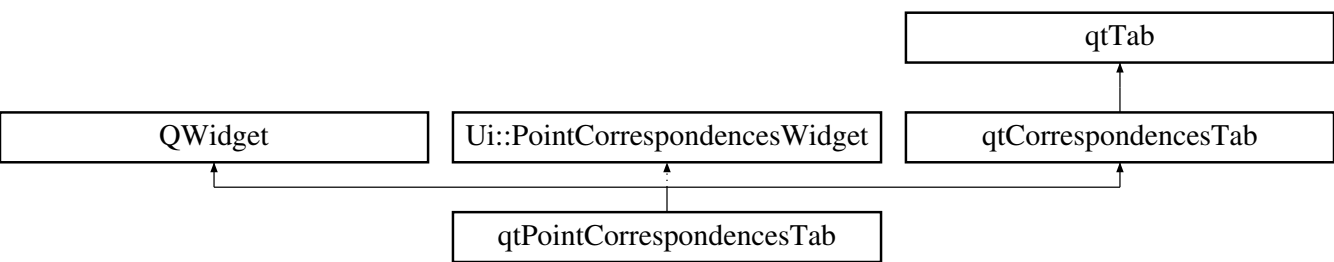 qtTab
QWidget
Ui::PointCorrespondencesWidget
qtCorrespondencesTab
qtPointCorrespondencesTab